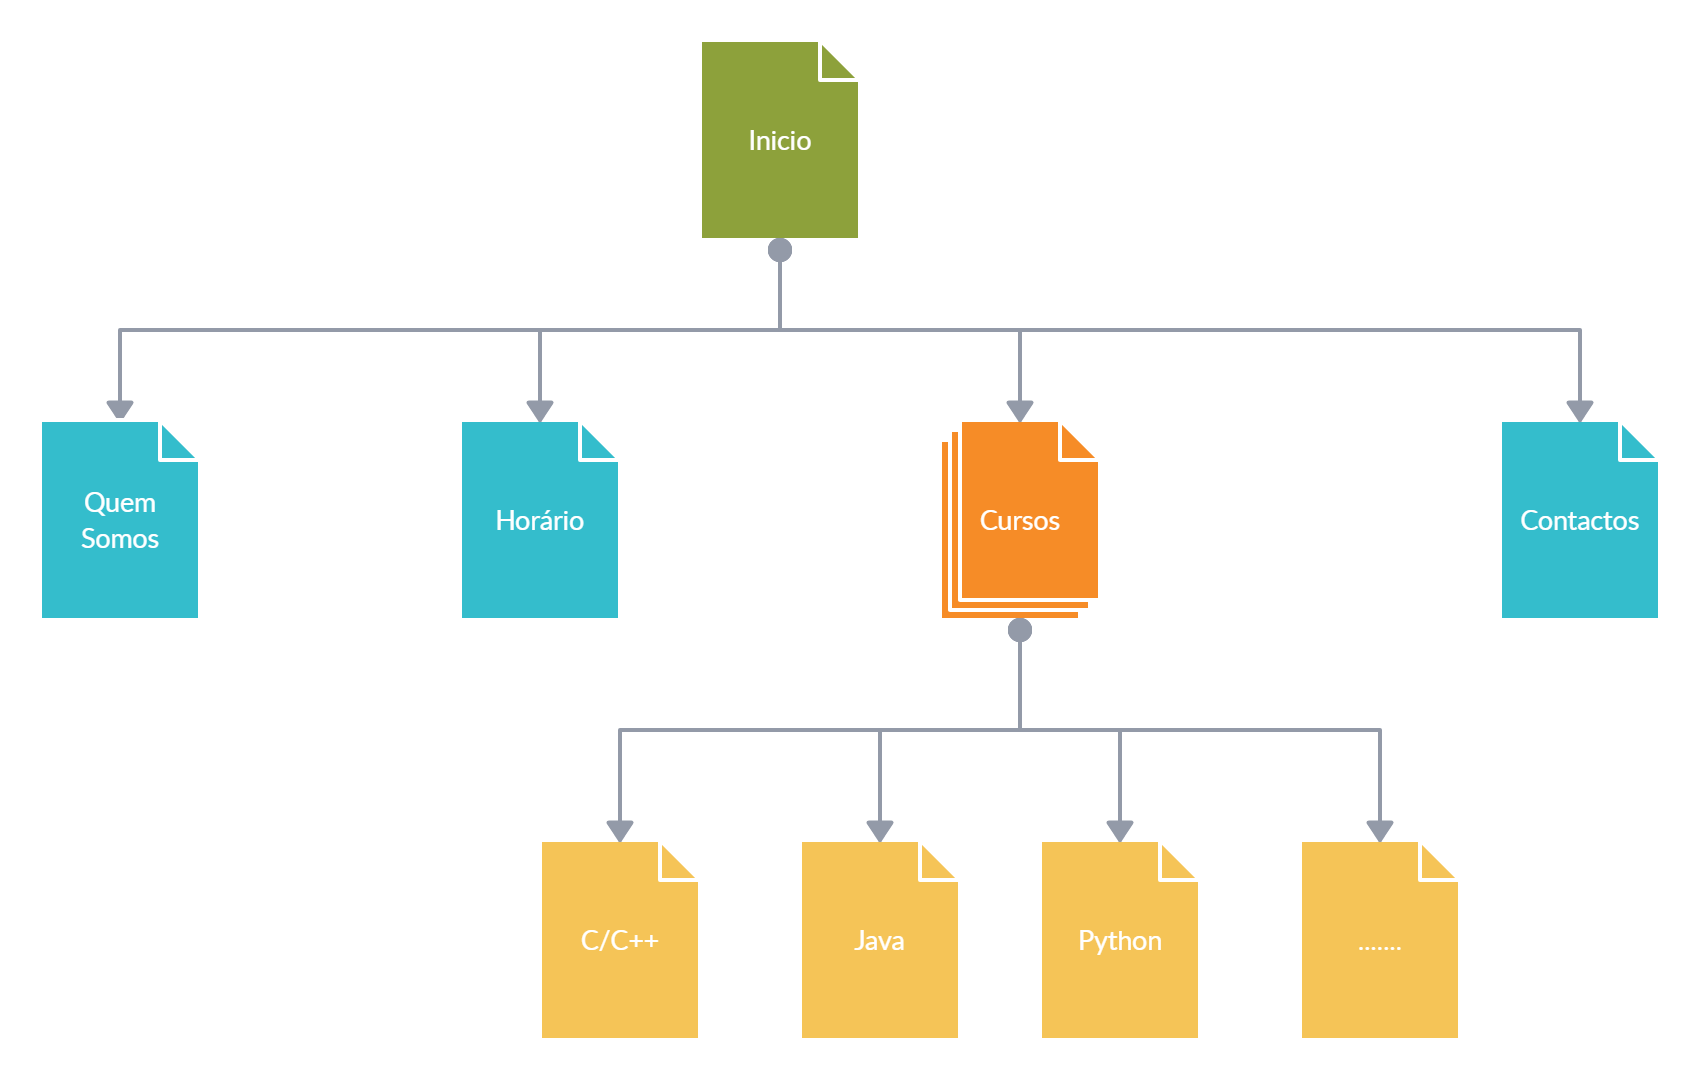 Inicio
Quem
Somos
Horário
Cursos
Contactos
C/C++
Java
Python
.......